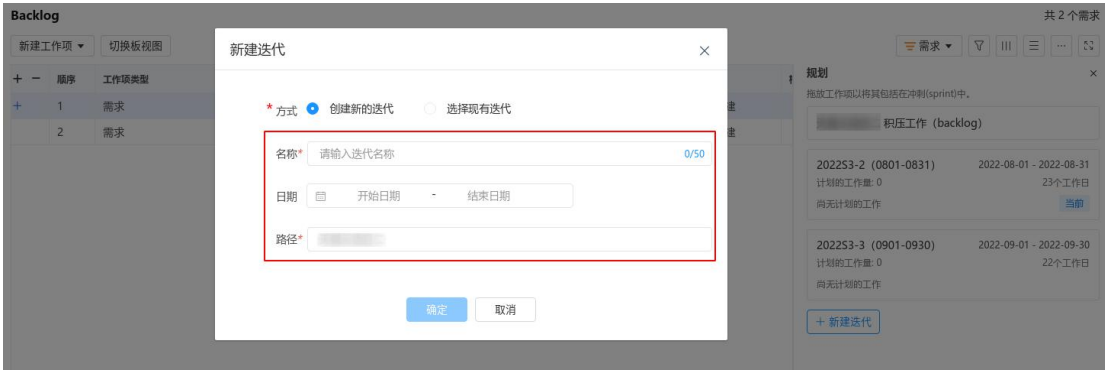 Backlog
共 2 个需求
新建工作项
切换板视图
需求
顺序
工作项类型
1
需求
2
需求
新建迭代
* 方式
创建新的迭代
选择现有迭代
名称*
请输入迭代名称
0/50
日期
开始日期 - 结束日期
路径*
确定
取消
规划
拖放工作项以将其包括在冲刺(sprint)中。
积压工作（backlog）
2022S3-2（0801-0831）
2022-08-01 - 2022-08-31
计划的工作量: 0
23个工作日
尚无计划的工作
当前
2022S3-3（0901-0930）
2022-09-01 - 2022-09-30
计划的工作量: 0
22个工作日
尚无计划的工作
+ 新建迭代